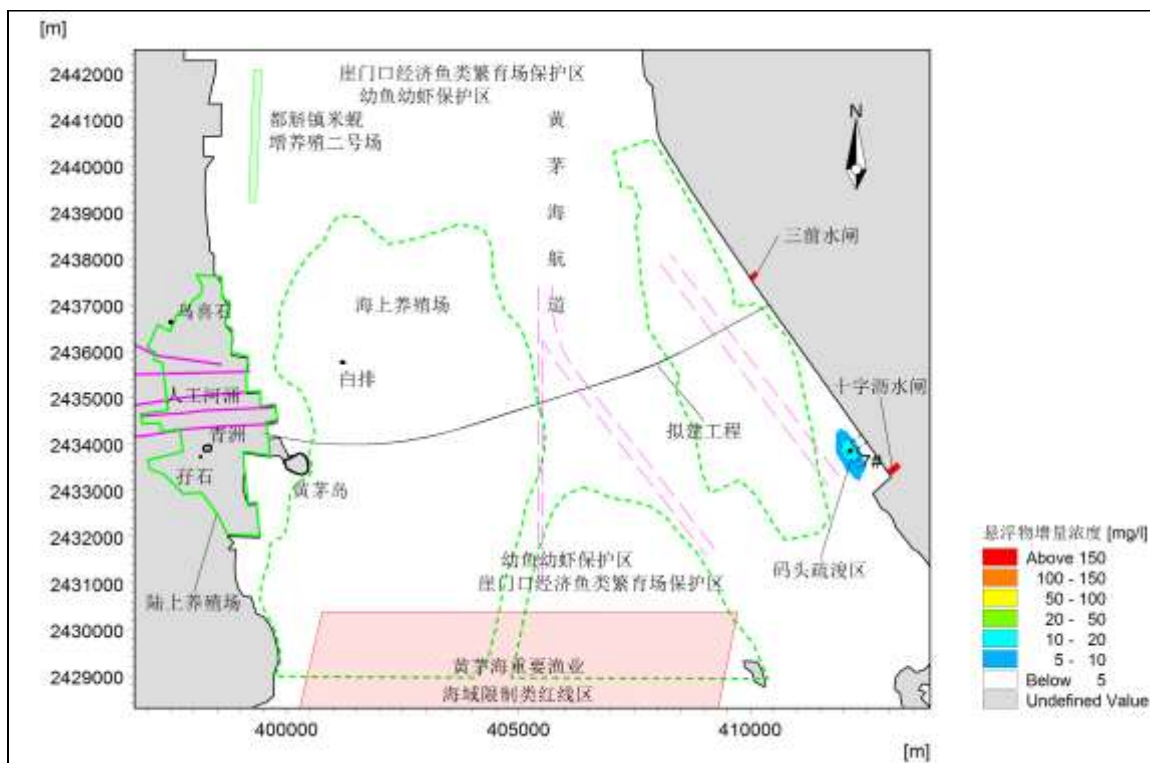 [m]
2442000
2441000
2440000
2439000
2438000
2437000
2436000
2435000
2434000
2433000
2432000
2431000
2430000
2429000
400000
405000
410000
[m]
崖门口经济鱼类繁育场保护区
幼鱼幼虾保护区
都斛镇米蚬
增养殖二号场
黄
茅
海
航
道
N
三前水闸
海上养殖场
鸟喜石
白排
人工河涌
青洲
孖石
黄茅岛
拟建工程
十字沥水闸
7#
码头疏浚区
幼鱼幼虾保护区
崖门口经济鱼类繁育场保护区
陆上养殖场
黄茅海重要渔业
海域限制类红线区
悬浮物增量浓度 [mg/l]
Above 150
100 - 150
50 - 100
20 - 50
10 - 20
5 - 10
Below 5
Undefined Value